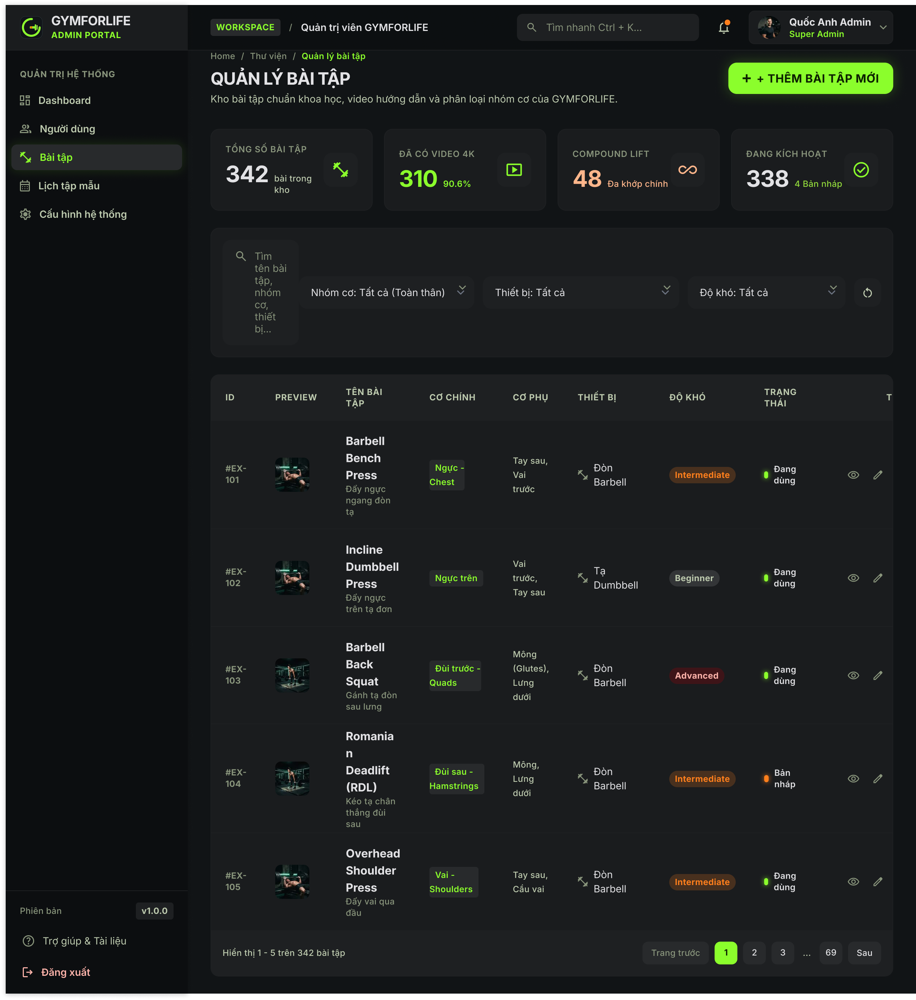 GYMFORLIFE
ADMIN PORTAL
WORKSPACE / Quản trị viên GYMFORLIFE
Tìm nhanh Ctrl + K...
Quốc Anh Admin
Super Admin
QUẢN TRỊ HỆ THỐNG
Dashboard
Người dùng
Bài tập
Lịch tập mẫu
Cấu hình hệ thống
Phiên bản
v1.0.0
Trợ giúp & Tài liệu
Đăng xuất
Home / Thư viện / Quản lý bài tập
QUẢN LÝ BÀI TẬP
Kho bài tập chuẩn khoa học, video hướng dẫn và phân loại nhóm cơ của GYMFORLIFE.
+ + THÊM BÀI TẬP MỚI
TỔNG SỐ BÀI TẬP
342 bài trong
kho
ĐÃ CÓ VIDEO 4K
310 90.6%
COMPOUND LIFT
48 Đa khớp chính
ĐANG KÍCH HOẠT
338 4 Bản nháp
Tìm
tên bài
tập,
nhóm
cơ,
thiết
bị...
Nhóm cơ: Tất cả (Toàn thân)
Thiết bị: Tất cả
Độ khó: Tất cả
ID
PREVIEW
TÊN BÀI
TẬP
CƠ CHÍNH
CƠ PHỤ
THIẾT BỊ
ĐỘ KHÓ
TRẠNG
THÁI
T
#EX-
101
Barbell
Bench
Press
Đẩy ngực
ngang đòn
tạ
Ngực -
Chest
Tay sau,
Vai
trước
Đòn
Barbell
Intermediate
Đang
dùng
#EX-
102
Incline
Dumbbell
Press
Đẩy ngực
trên tạ đơn
Ngực trên
Vai
trước,
Tay sau
Tạ
Dumbbell
Beginner
Đang
dùng
#EX-
103
Barbell
Back
Squat
Gánh tạ đòn
sau lưng
Đùi trước -
Quads
Mông
(Glutes),
Lưng
dưới
Đòn
Barbell
Advanced
Đang
dùng
#EX-
104
Romania
n
Deadlift
(RDL)
Kéo tạ chân
thẳng đùi
sau
Đùi sau -
Hamstrings
Mông,
Lưng
dưới
Đòn
Barbell
Intermediate
Bản
nháp
#EX-
105
Overhead
Shoulder
Press
Đẩy vai qua
đầu
Vai -
Shoulders
Tay sau,
Cầu vai
Đòn
Barbell
Intermediate
Đang
dùng
Hiển thị 1 - 5 trên 342 bài tập
Trang trước 1 2 3 ... 69 Sau